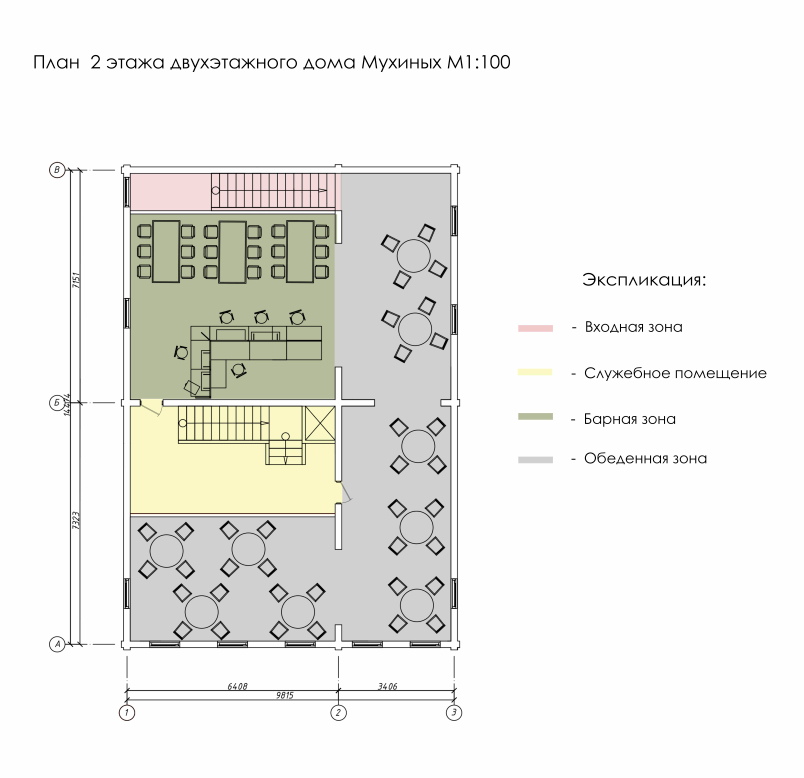 План 2 этажа двухэтажного дома Мухиных М1:100
В
7151
Экспликация:
- Входная зона
- Служебное помещение
Б
14474
- Барная зона
- Обеденная зона
7323
А
6408
3406
9815
1
2
3